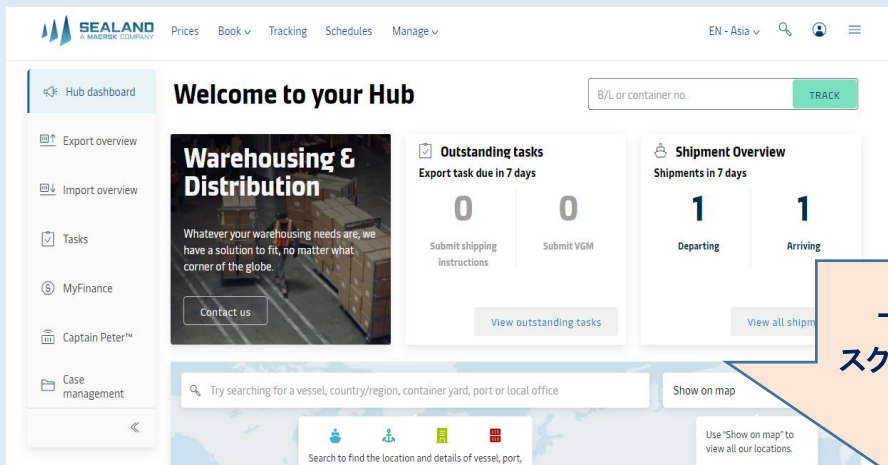 SEALAND
A MAERSK COMPANY
Prices Book Tracking Schedules Manage
EN - Asia
Hub dashboard
Export overview
Import overview
Tasks
MyFinance
Captain Peter™
Case
management
Welcome to your Hub
B/L or container no.
TRACK
Warehousing &
Distribution
Whatever your warehousing needs are, we
have a solution to fit, no matter what
corner of the globe.
Contact us
Outstanding tasks
Export task due in 7 days
0 0
Submit shipping
instructions
Submit VGM
View outstanding tasks
Shipment Overview
Shipments in 7 days
1 1
Departing Arriving
View all shipm
スク
Try searching for a vessel, country/region, container yard, port or local office
Show on map
Search to find the location and details of vessel, port,
Use "Show on map" to
view all our locations.